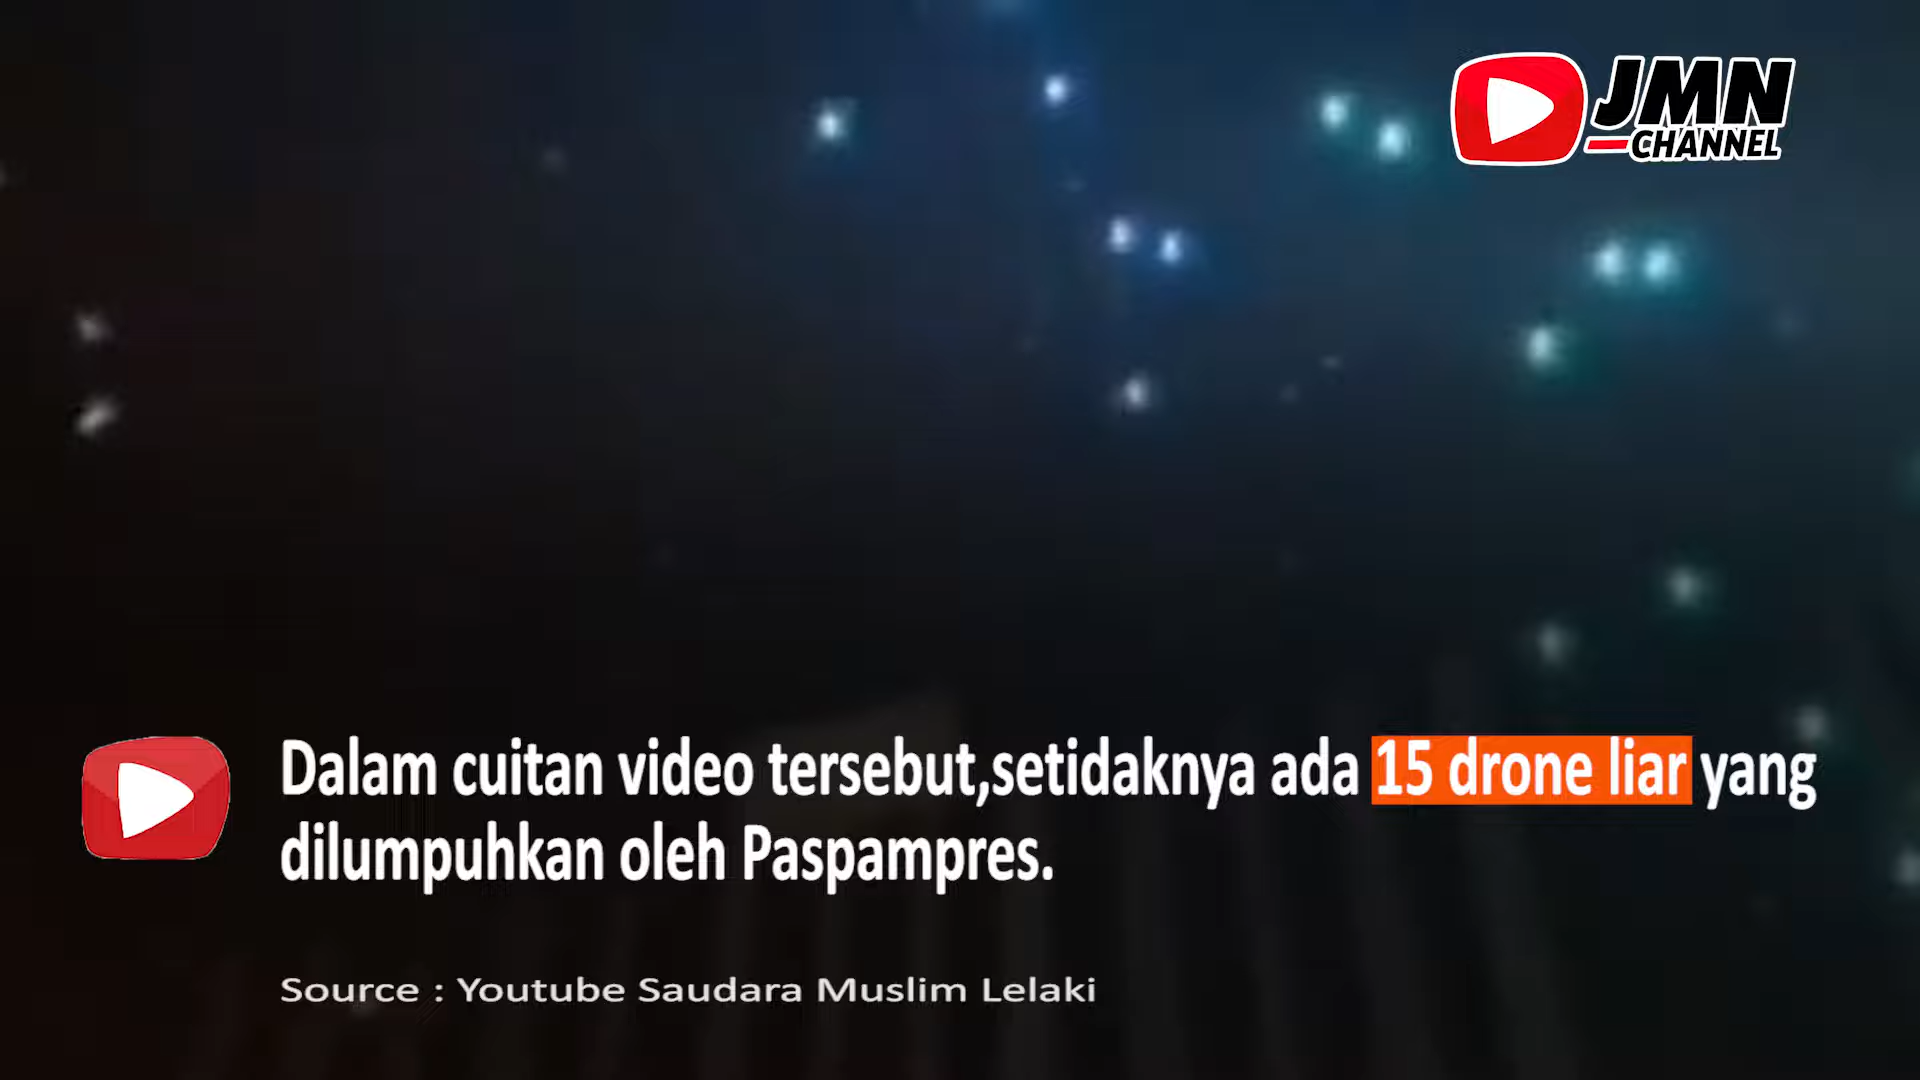 JMN
CHANNEL
Dalam cuitan video tersebut,setidaknya ada 15 drone liar yang
dilumpuhkan oleh Paspampres.
Source : Youtube Saudara Muslim Lelaki